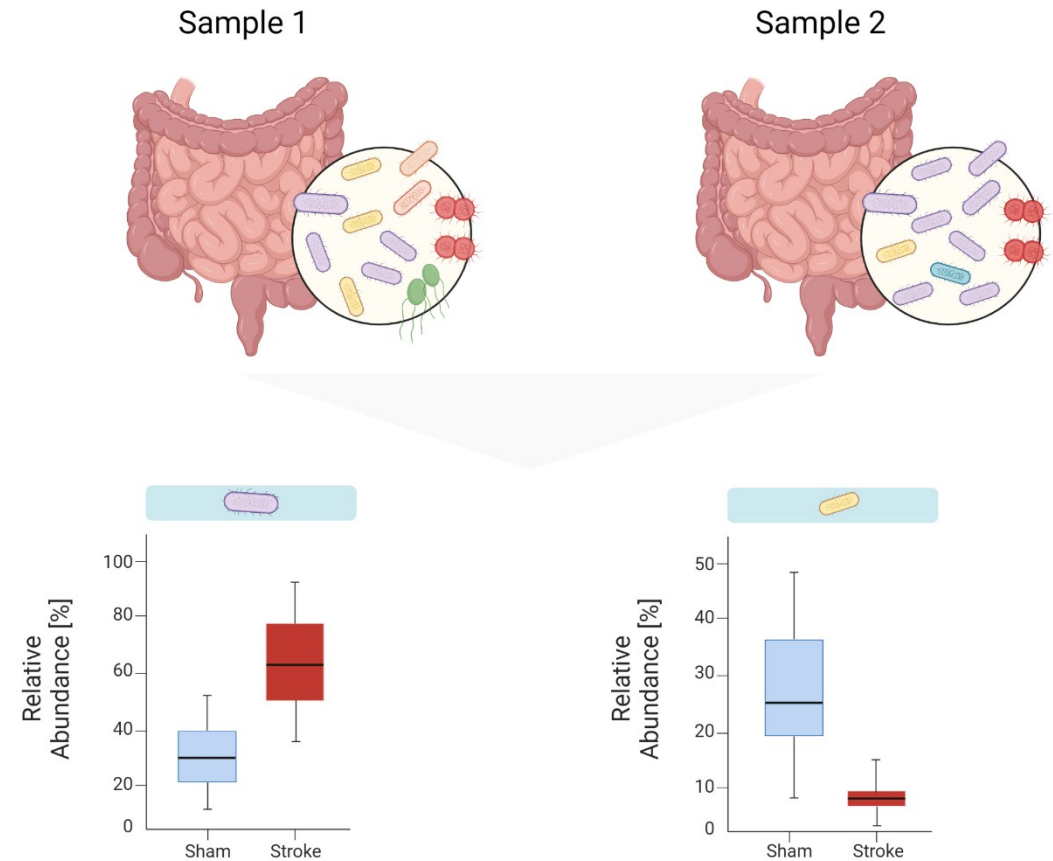 Sample 1
Sample 2
Relative
Abundance [%]
100
80
60
40
20
0
Sham
Stroke
Relative
Abundance [%]
50
40
30
20
10
0
Sham
Stroke